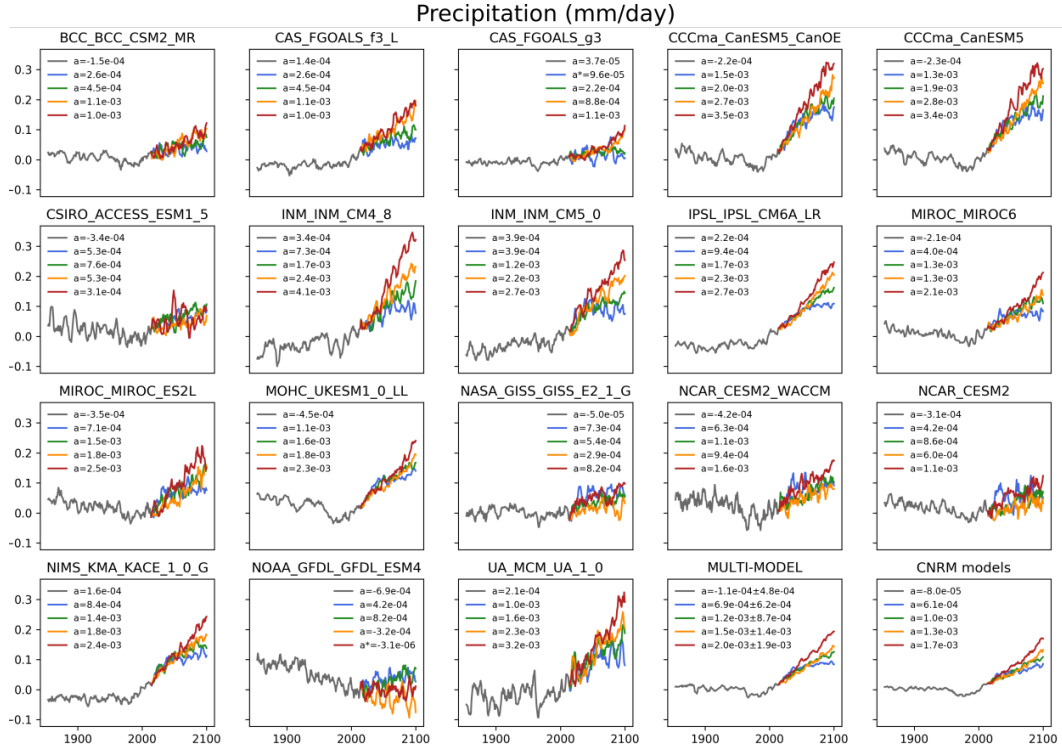 Precipitation (mm/day)
BCC_BCC_CSM2_MR
CAS_FGOALS_f3_L
CAS_FGOALS_g3
CCCma_CanESM5_CanOE
CCCma_CanESM5
0.3
0.2
0.1
0.0
−0.1
a=-1.5e-04
a=2.6e-04
a=4.5e-04
a=1.1e-03
a=1.0e-03
a=1.4e-04
a=2.6e-04
a=4.5e-04
a=1.1e-03
a=1.0e-03
a=3.7e-05
a*=9.6e-05
a=2.2e-04
a=8.8e-04
a=1.1e-03
a=-2.2e-04
a=1.5e-03
a=2.0e-03
a=2.7e-03
a=3.5e-03
a=-2.3e-04
a=1.3e-03
a=1.9e-03
a=2.8e-03
a=3.4e-03
CSIRO_ACCESS_ESM1_5
INM_INM_CM4_8
INM_INM_CM5_0
IPSL_IPSL_CM6A_LR
MIROC_MIROC6
0.3
0.2
0.1
0.0
−0.1
a=-3.4e-04
a=5.3e-04
a=7.6e-04
a=5.3e-04
a=3.1e-04
a=3.4e-04
a=7.3e-04
a=1.7e-03
a=2.4e-03
a=4.1e-03
a=3.9e-04
a=3.9e-04
a=1.2e-03
a=2.2e-03
a=2.7e-03
a=2.2e-04
a=9.4e-04
a=1.7e-03
a=2.3e-03
a=2.7e-03
a=-2.1e-04
a=4.0e-04
a=1.3e-03
a=1.3e-03
a=2.1e-03
MIROC_MIROC_ES2L
MOHC_UKESM1_0_LL
NASA_GISS_GISS_E2_1_G
NCAR_CESM2_WACCM
NCAR_CESM2
0.3
0.2
0.1
0.0
−0.1
a=-3.5e-04
a=7.1e-04
a=1.5e-03
a=1.8e-03
a=2.5e-03
a=-4.5e-04
a=1.1e-03
a=1.6e-03
a=1.8e-03
a=2.3e-03
a=-5.0e-05
a=7.3e-04
a=5.4e-04
a=2.9e-04
a=8.2e-04
a=-4.2e-04
a=6.3e-04
a=1.1e-03
a=9.4e-04
a=1.6e-03
a=-3.1e-04
a=4.2e-04
a=8.6e-04
a=6.0e-04
a=1.1e-03
NIMS_KMA_KACE_1_0_G
NOAA_GFDL_GFDL_ESM4
UA_MCM_UA_1_0
MULTI-MODEL
CNRM models
0.3
0.2
0.1
0.0
−0.1
a=1.6e-04
a=8.4e-04
a=1.4e-03
a=1.8e-03
a=2.4e-03
a=-6.9e-04
a=4.2e-04
a=8.2e-04
a=-3.2e-04
a*=-3.1e-06
a=2.1e-04
a=1.0e-03
a=1.6e-03
a=2.3e-03
a=3.2e-03
a=-1.1e-04±4.8e-04
a=6.9e-04±6.2e-04
a=1.2e-03±8.7e-04
a=1.5e-03±1.4e-03
a=2.0e-03±1.9e-03
a=-8.0e-05
a=6.1e-04
a=1.0e-03
a=1.3e-03
a=1.7e-03
1900 2000 2100
1900 2000 2100
1900 2000 2100
1900 2000 2100
1900 2000 2100